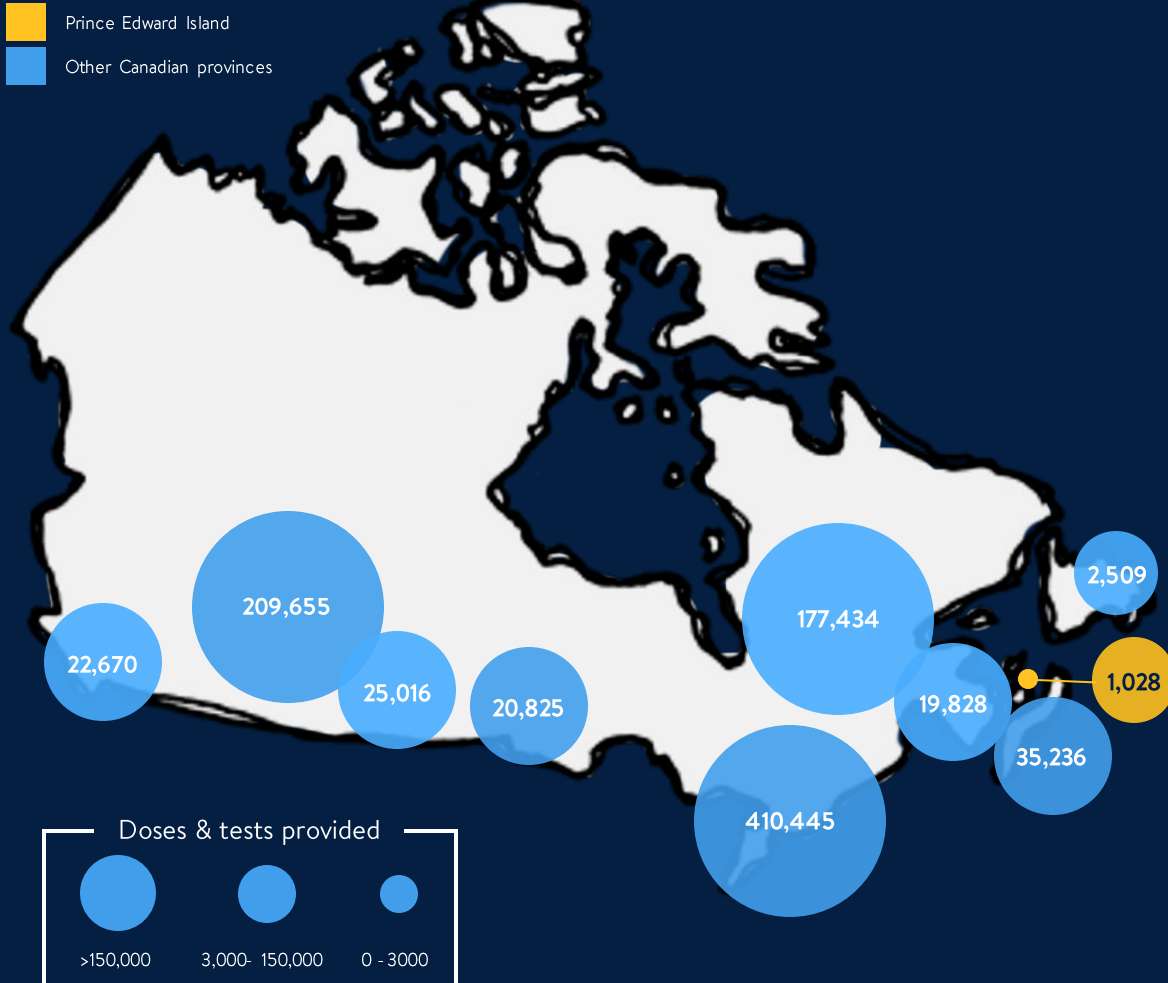 Prince Edward Island
Other Canadian provinces
2,509
209,655
177,434
22,670
1,028
25,016
19,828
20,825
35,236
410,445
Doses & tests provided
>150,000 3,000- 150,000 0 - 3000